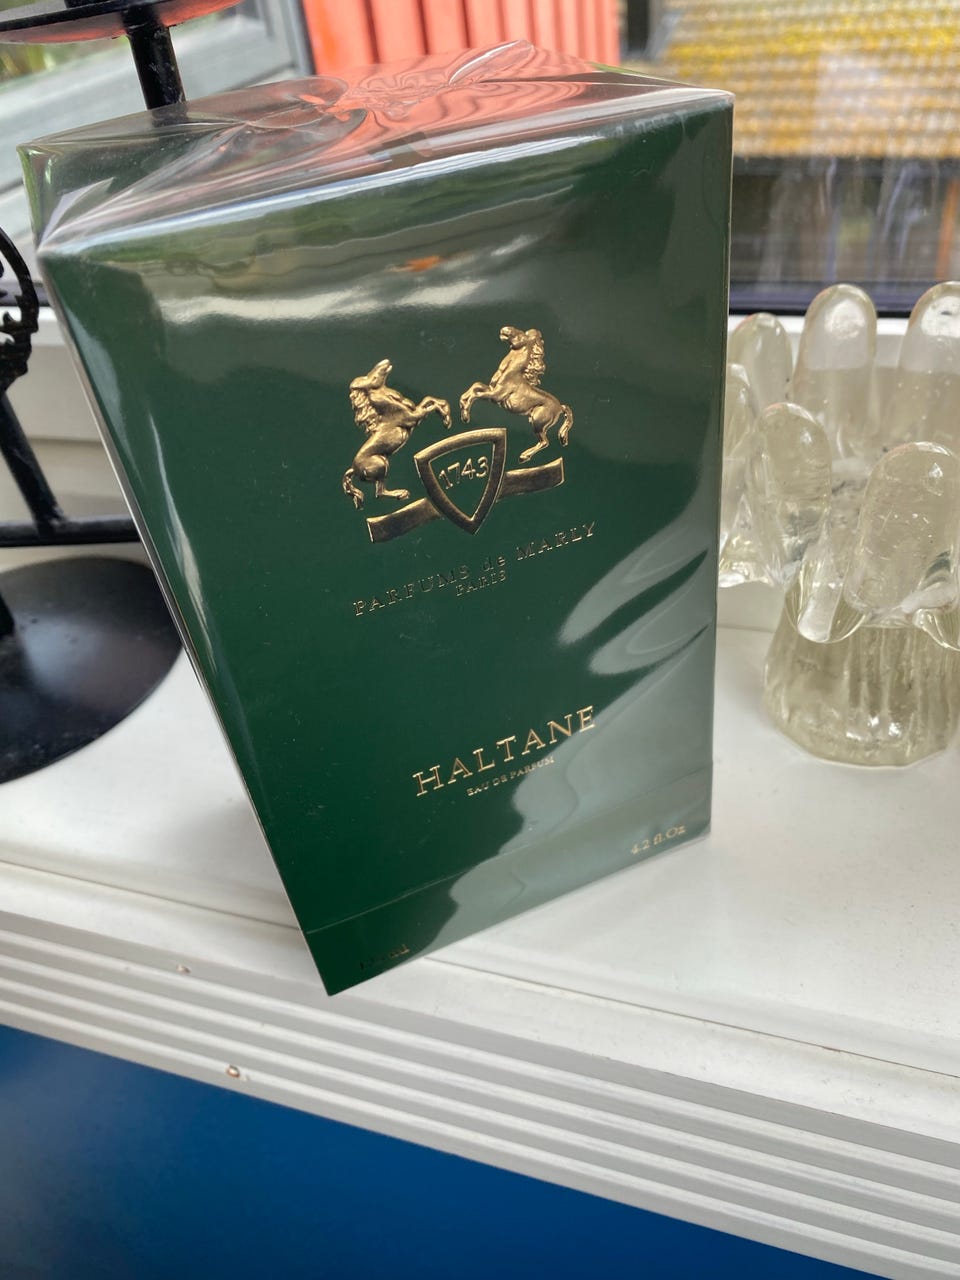 1743
PARFUMS de MARLY
PARIS
HALTANE
EAU DE PARFUM
4.2 fl.Oz